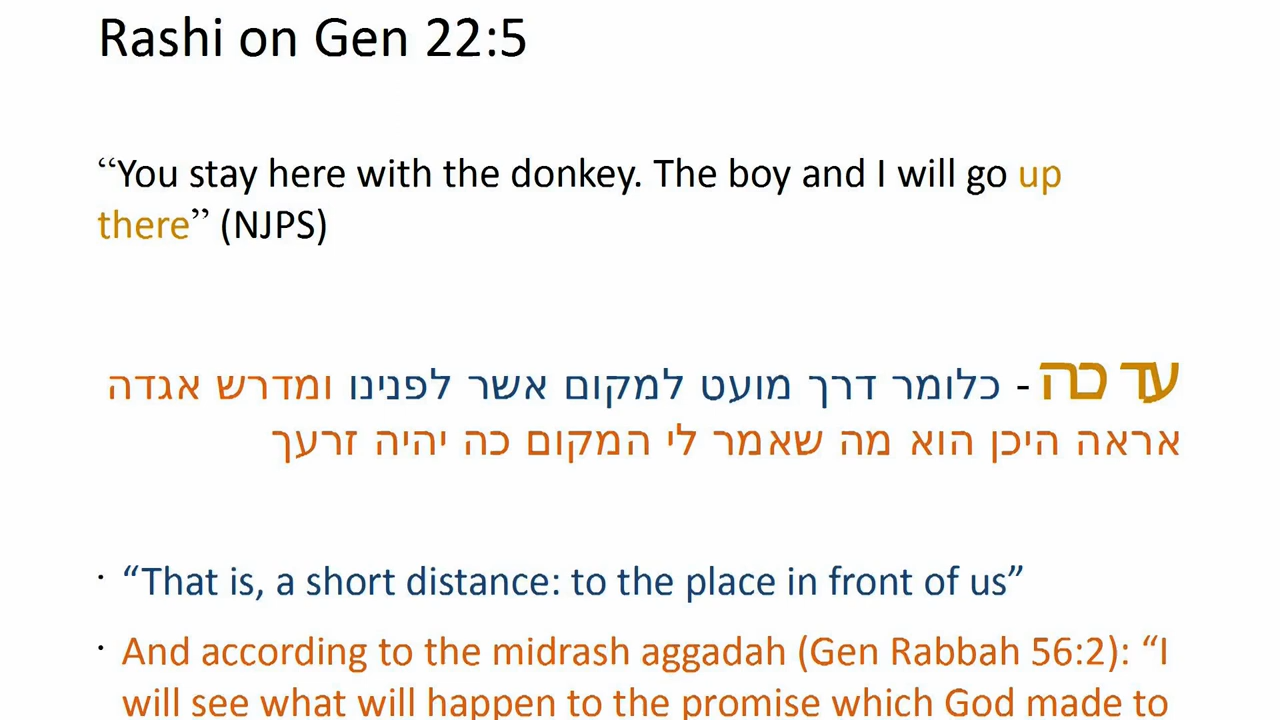 Rashi on Gen 22:5
“You stay here with the donkey. The boy and I will go up
there” (NJPS)
עד כה - כלומר דרך מועט למקום אשר לפנינו ומדרש אגדה
אראה היכן הוא מה שאמר לי המקום כה יהיה זרעך
· “That is, a short distance: to the place in front of us”
· And according to the midrash aggadah (Gen Rabbah 56:2): “I
will see what will happen to the promise which God made to